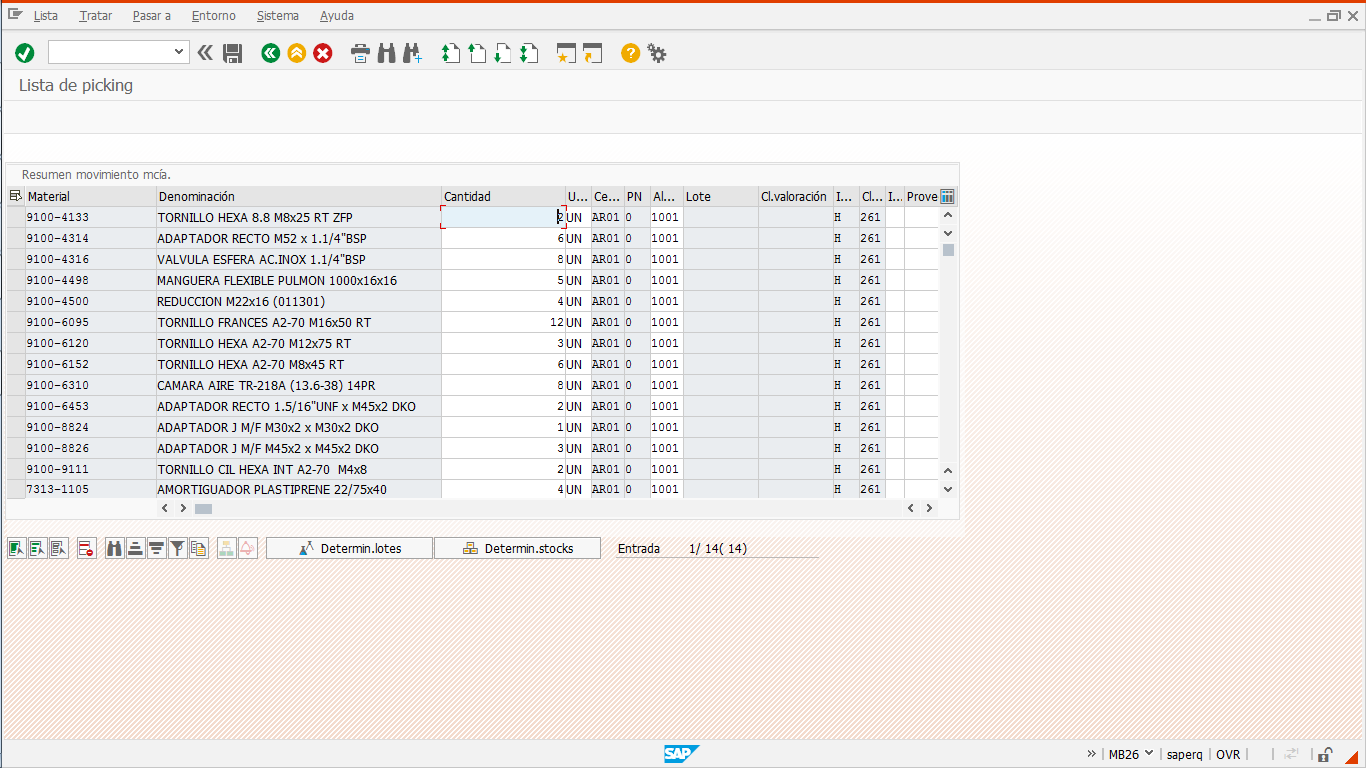 Lista Tratar Pasar a Entorno Sistema Ayuda
Lista de picking
Resumen movimiento mcía.
Material Denominación Cantidad U... Ce... PN Al... Lote Cl.valoración I... Cl... I... Prove
9100-4133 TORNILLO HEXA 8.8 M8x25 RT ZFP 2 UN AR01 0 1001 H 261
9100-4314 ADAPTADOR RECTO M52 x 1.1/4"BSP 6 UN AR01 0 1001 H 261
9100-4316 VALVULA ESFERA AC.INOX 1.1/4"BSP 8 UN AR01 0 1001 H 261
9100-4498 MANGUERA FLEXIBLE PULMON 1000x16x16 5 UN AR01 0 1001 H 261
9100-4500 REDUCCION M22x16 (011301) 4 UN AR01 0 1001 H 261
9100-6095 TORNILLO FRANCES A2-70 M16x50 RT 12 UN AR01 0 1001 H 261
9100-6120 TORNILLO HEXA A2-70 M12x75 RT 3 UN AR01 0 1001 H 261
9100-6152 TORNILLO HEXA A2-70 M8x45 RT 6 UN AR01 0 1001 H 261
9100-6310 CAMARA AIRE TR-218A (13.6-38) 14PR 8 UN AR01 0 1001 H 261
9100-6453 ADAPTADOR RECTO 1.5/16"UNF x M45x2 DKO 2 UN AR01 0 1001 H 261
9100-8824 ADAPTADOR J M/F M30x2 x M30x2 DKO 1 UN AR01 0 1001 H 261
9100-8826 ADAPTADOR J M/F M45x2 x M45x2 DKO 3 UN AR01 0 1001 H 261
9100-9111 TORNILLO CIL HEXA INT A2-70 M4x8 2 UN AR01 0 1001 H 261
7313-1105 AMORTIGUADOR PLASTIPRENE 22/75x40 4 UN AR01 0 1001 H 261
Determin.lotes Determin.stocks Entrada 1/ 14( 14)
SAP MB26 saperq OVR